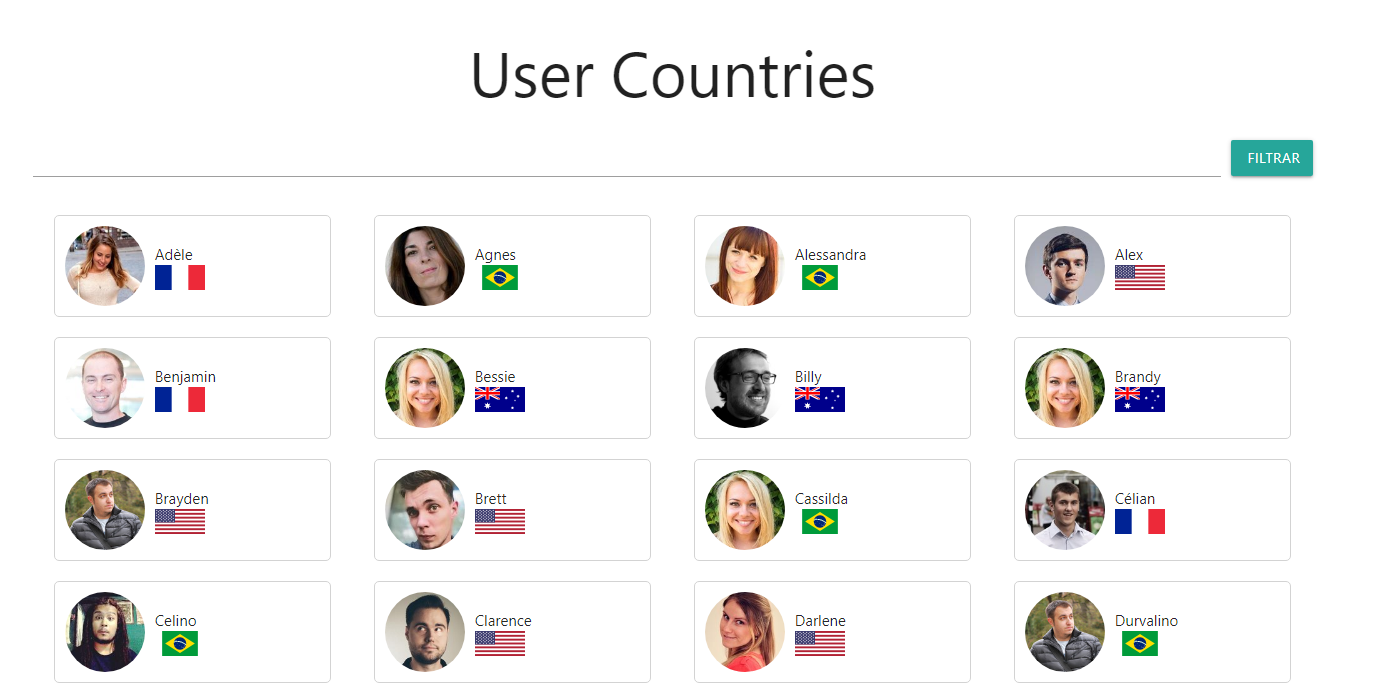 User Countries
FILTRAR
Adèle
Agnes
Alessandra
Alex
Benjamin
Bessie
Billy
Brandy
Brayden
Brett
Cassilda
Célian
Celino
Clarence
Darlene
Durvalino